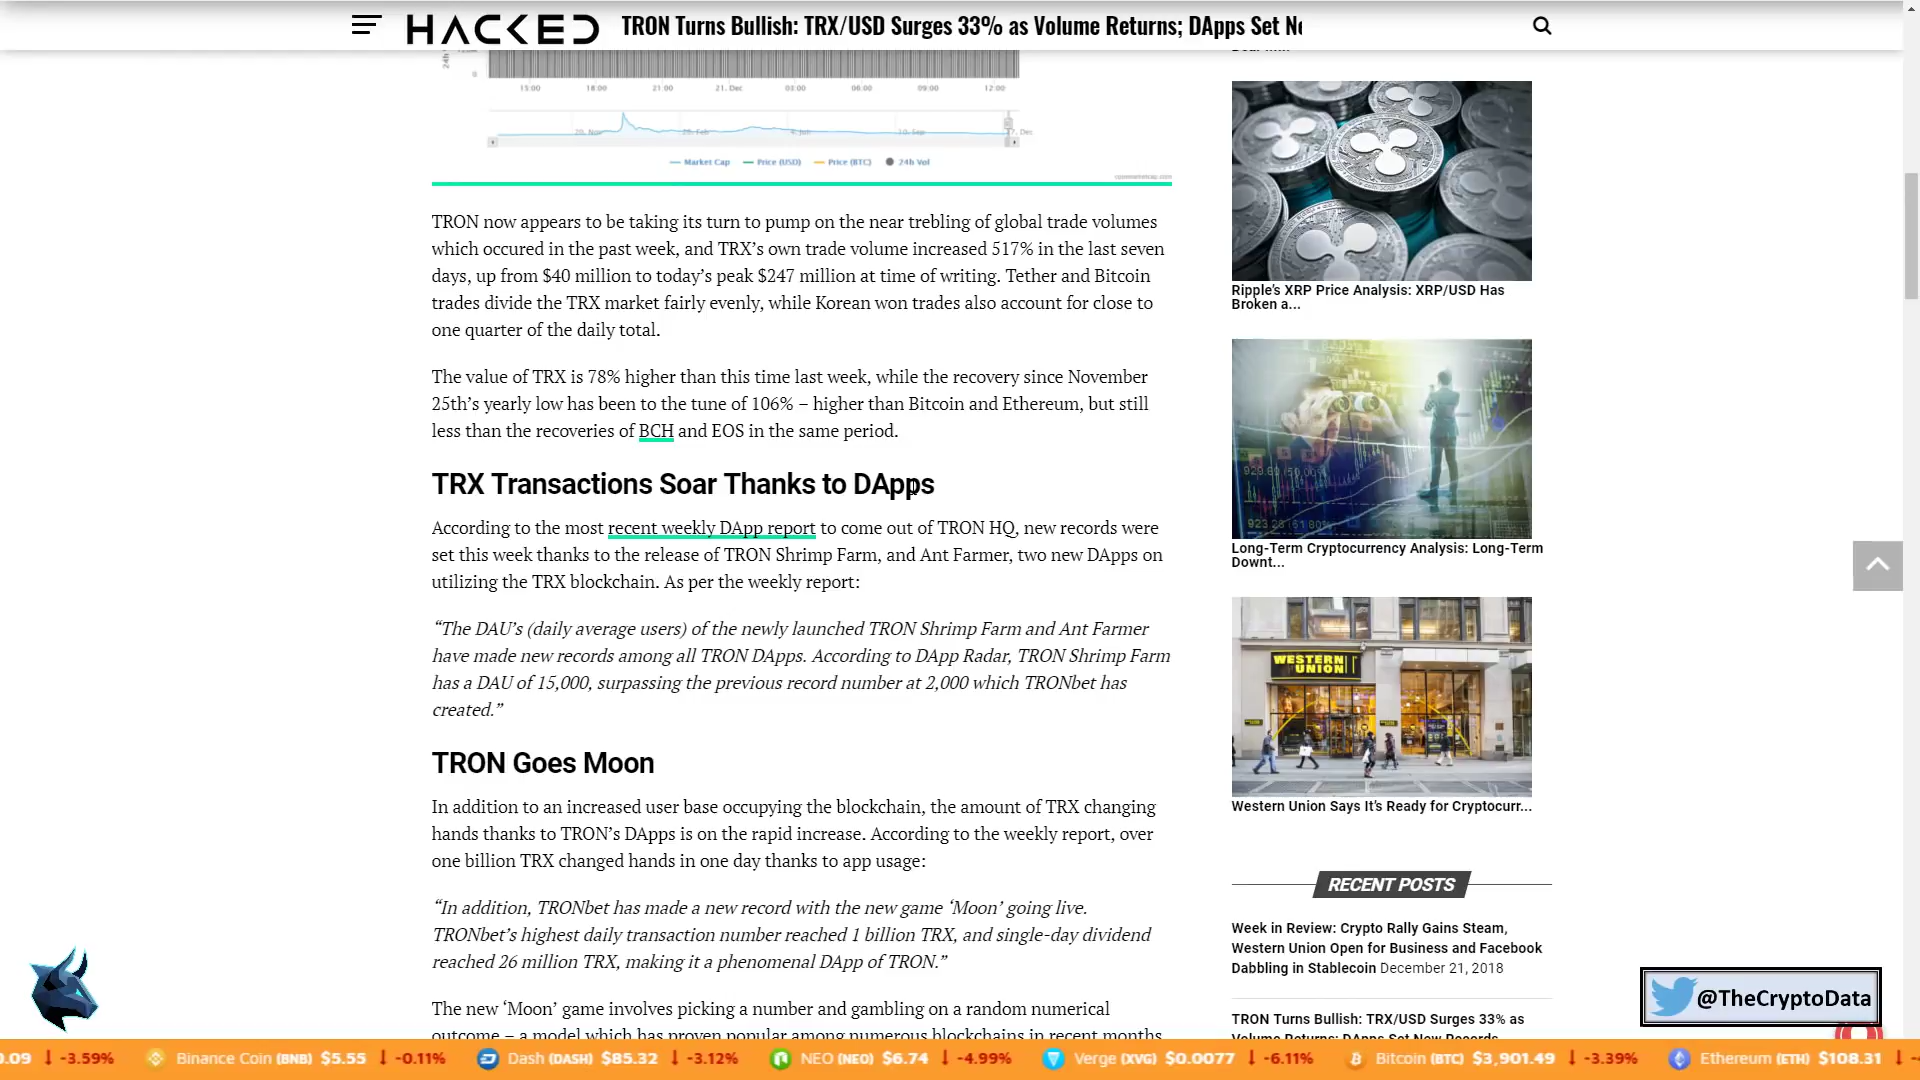 HACKED
TRON Turns Bullish: TRX/USD Surges 33% as Volume Returns; DApps Set
24h
0
15:00 18:00 21:00 21. Dec 03:00 06:00 09:00 12:00
Market Cap Price (USD) Price (BTC) 24h Vol
coinmarketcap.com
TRON now appears to be taking its turn to pump on the near trebling of global trade volumes
which occured in the past week, and TRX’s own trade volume increased 517% in the last seven
days, up from $40 million to today’s peak $247 million at time of writing. Tether and Bitcoin
trades divide the TRX market fairly evenly, while Korean won trades also account for close to
one quarter of the daily total.
The value of TRX is 78% higher than this time last week, while the recovery since November
25th’s yearly low has been to the tune of 106% – higher than Bitcoin and Ethereum, but still
less than the recoveries of BCH and EOS in the same period.
TRX Transactions Soar Thanks to DApps
According to the most recent weekly DApp report to come out of TRON HQ, new records were
set this week thanks to the release of TRON Shrimp Farm, and Ant Farmer, two new DApps on
utilizing the TRX blockchain. As per the weekly report:
“The DAU’s (daily average users) of the newly launched TRON Shrimp Farm and Ant Farmer
have made new records among all TRON DApps. According to DApp Radar, TRON Shrimp Farm
has a DAU of 15,000, surpassing the previous record number at 2,000 which TRONbet has
created.”
TRON Goes Moon
In addition to an increased user base occupying the blockchain, the amount of TRX changing
hands thanks to TRON’s DApps is on the rapid increase. According to the weekly report, over
one billion TRX changed hands in one day thanks to app usage:
“In addition, TRONbet has made a new record with the new game ‘Moon’ going live.
TRONbet’s highest daily transaction number reached 1 billion TRX, and single-day dividend
reached 26 million TRX, making it a phenomenal DApp of TRON.”
The new ‘Moon’ game involves picking a number and gambling on a random numerical
outcome – a model which has proven popular among numerous blockchains in recent months
Ripple’s XRP Price Analysis: XRP/USD Has
Broken a...
Long-Term Cryptocurrency Analysis: Long-Term
Downt...
WESTERN
UNION
Western Union Says It’s Ready for Cryptocurr...
RECENT POSTS
Week in Review: Crypto Rally Gains Steam,
Western Union Open for Business and Facebook
Dabbling in Stablecoin December 21, 2018
TRON Turns Bullish: TRX/USD Surges 33% as
Volume Returns; DApps Set New Records
@TheCryptoData
0.09 -3.59% Binance Coin (BNB) $5.55 -0.11% Dash (DASH) $85.32 -3.12% NEO (NEO) $6.74 -4.99% Verge (XVG) $0.0077 -6.11% Bitcoin (BTC) $3,901.49 -3.39% Ethereum (ETH) $108.31